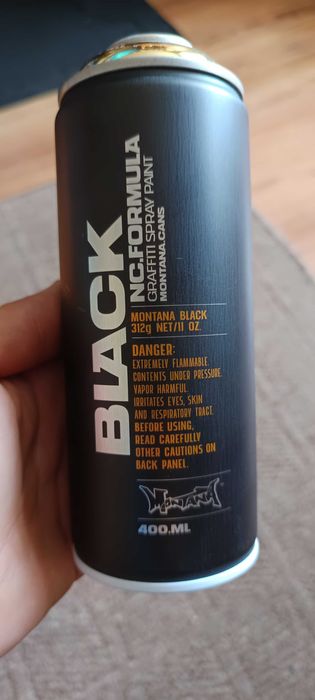 BLACK
NC.FORMULA
GRAFFITI SPRAY PAINT
MONTANA.CANS
MONTANA BLACK
312g NET/11 OZ.
DANGER:
EXTREMELY FLAMMABLE.
CONTENTS UNDER PRESSURE.
VAPOR HARMFUL.
IRRITATES EYES, SKIN
AND RESPIRATORY TRACT.
BEFORE USING,
READ CAREFULLY
OTHER CAUTIONS ON
BACK PANEL.
MONTANA
400.ML